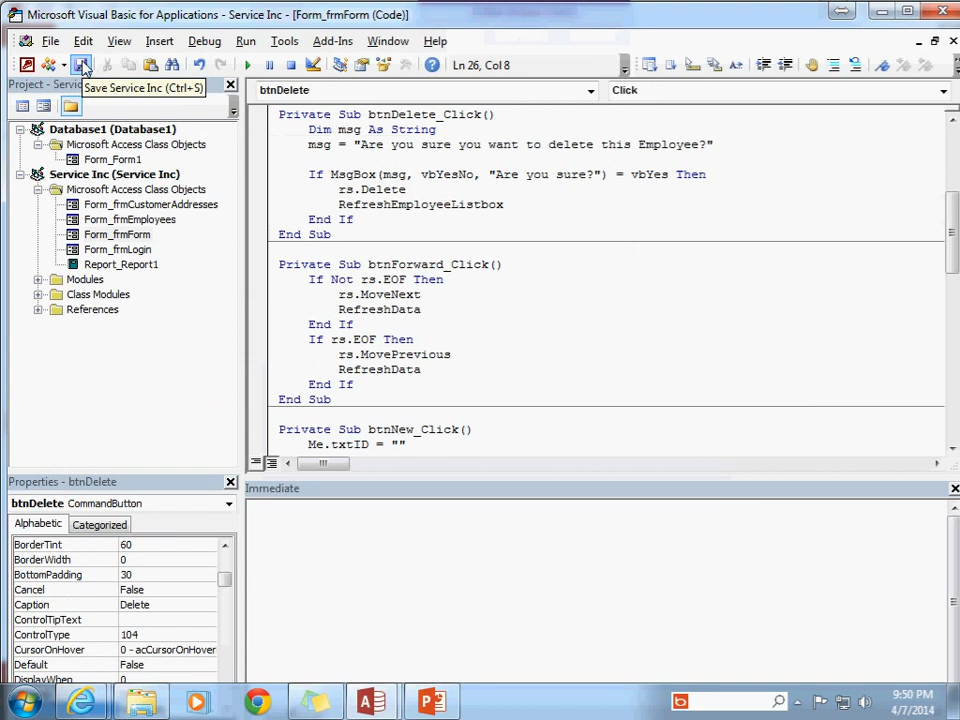 Microsoft Visual Basic for Applications - Service Inc - [Form_frmForm (Code)]
File Edit View Insert Debug Run Tools Add-Ins Window Help
Ln 26, Col 8
Project - Serv
Save Service Inc (Ctrl+S)
btnDelete
Click
Database1 (Database1)
Microsoft Access Class Objects
Form_Form1
Service Inc (Service Inc)
Microsoft Access Class Objects
Form_frmCustomerAddresses
Form_frmEmployees
Form_frmForm
Form_frmLogin
Report_Report1
Modules
Class Modules
References
Private Sub btnDelete_Click()
Dim msg As String
msg = "Are you sure you want to delete this Employee?"
If MsgBox(msg, vbYesNo, "Are you sure?") = vbYes Then
rs.Delete
RefreshEmployeeListbox
End If
End Sub
Private Sub btnForward_Click()
If Not rs.EOF Then
rs.MoveNext
RefreshData
End If
If rs.EOF Then
rs.MovePrevious
RefreshData
End If
End Sub
Private Sub btnNew_Click()
Me.txtID = ""
Properties - btnDelete
btnDelete CommandButton
Alphabetic Categorized
BorderTint 60
BorderWidth 0
BottomPadding 30
Cancel False
Caption Delete
ControlTipText
ControlType 104
CursorOnHover 0 - acCursorOnHover
Default False
DisplayWhen 0
Immediate
9:50 PM
4/7/2014